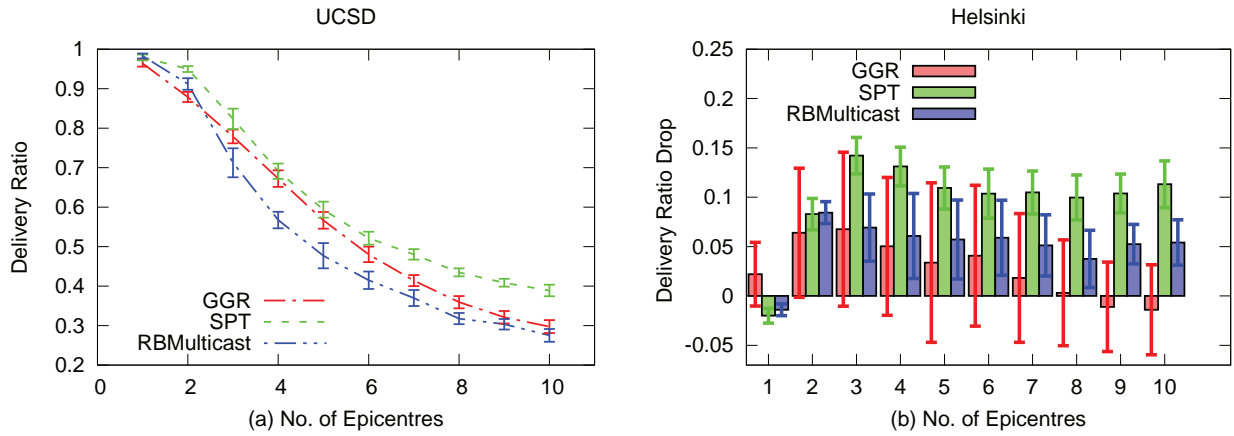 UCSD
Delivery Ratio
1
0.9
0.8
0.7
0.6
0.5
0.4
0.3
0.2
GGR
SPT
RBMulticast
0 2 4 6 8 10
(a) No. of Epicentres
Helsinki
Delivery Ratio Drop
0.25
0.2
0.15
0.1
0.05
0
-0.05
GGR
SPT
RBMulticast
1 2 3 4 5 6 7 8 9 10
(b) No. of Epicentres